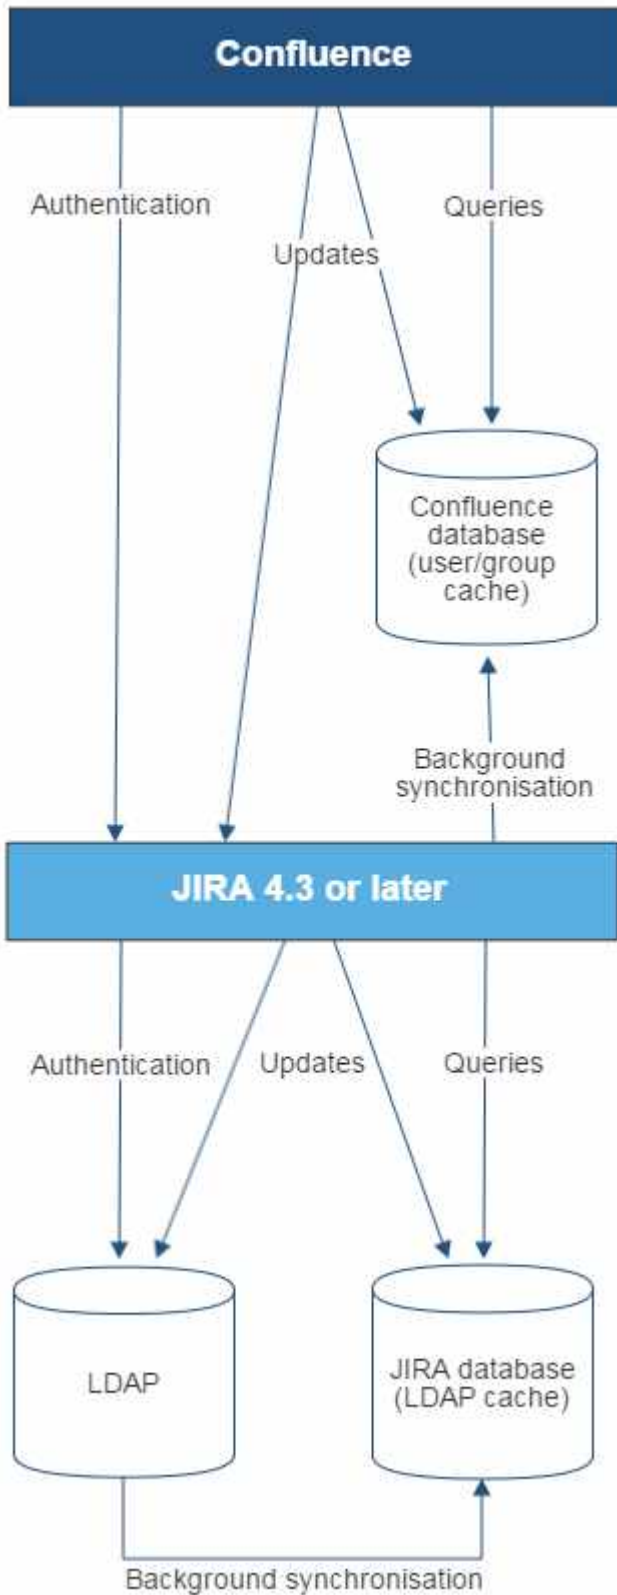 Confluence
Authentication
Queries
Updates
Confluence
database
(user/group
cache)
Background
synchronisation
JIRA 4.3 or later
Authentication
Updates
Queries
LDAP
JIRA database
(LDAP cache)
Background synchronisation